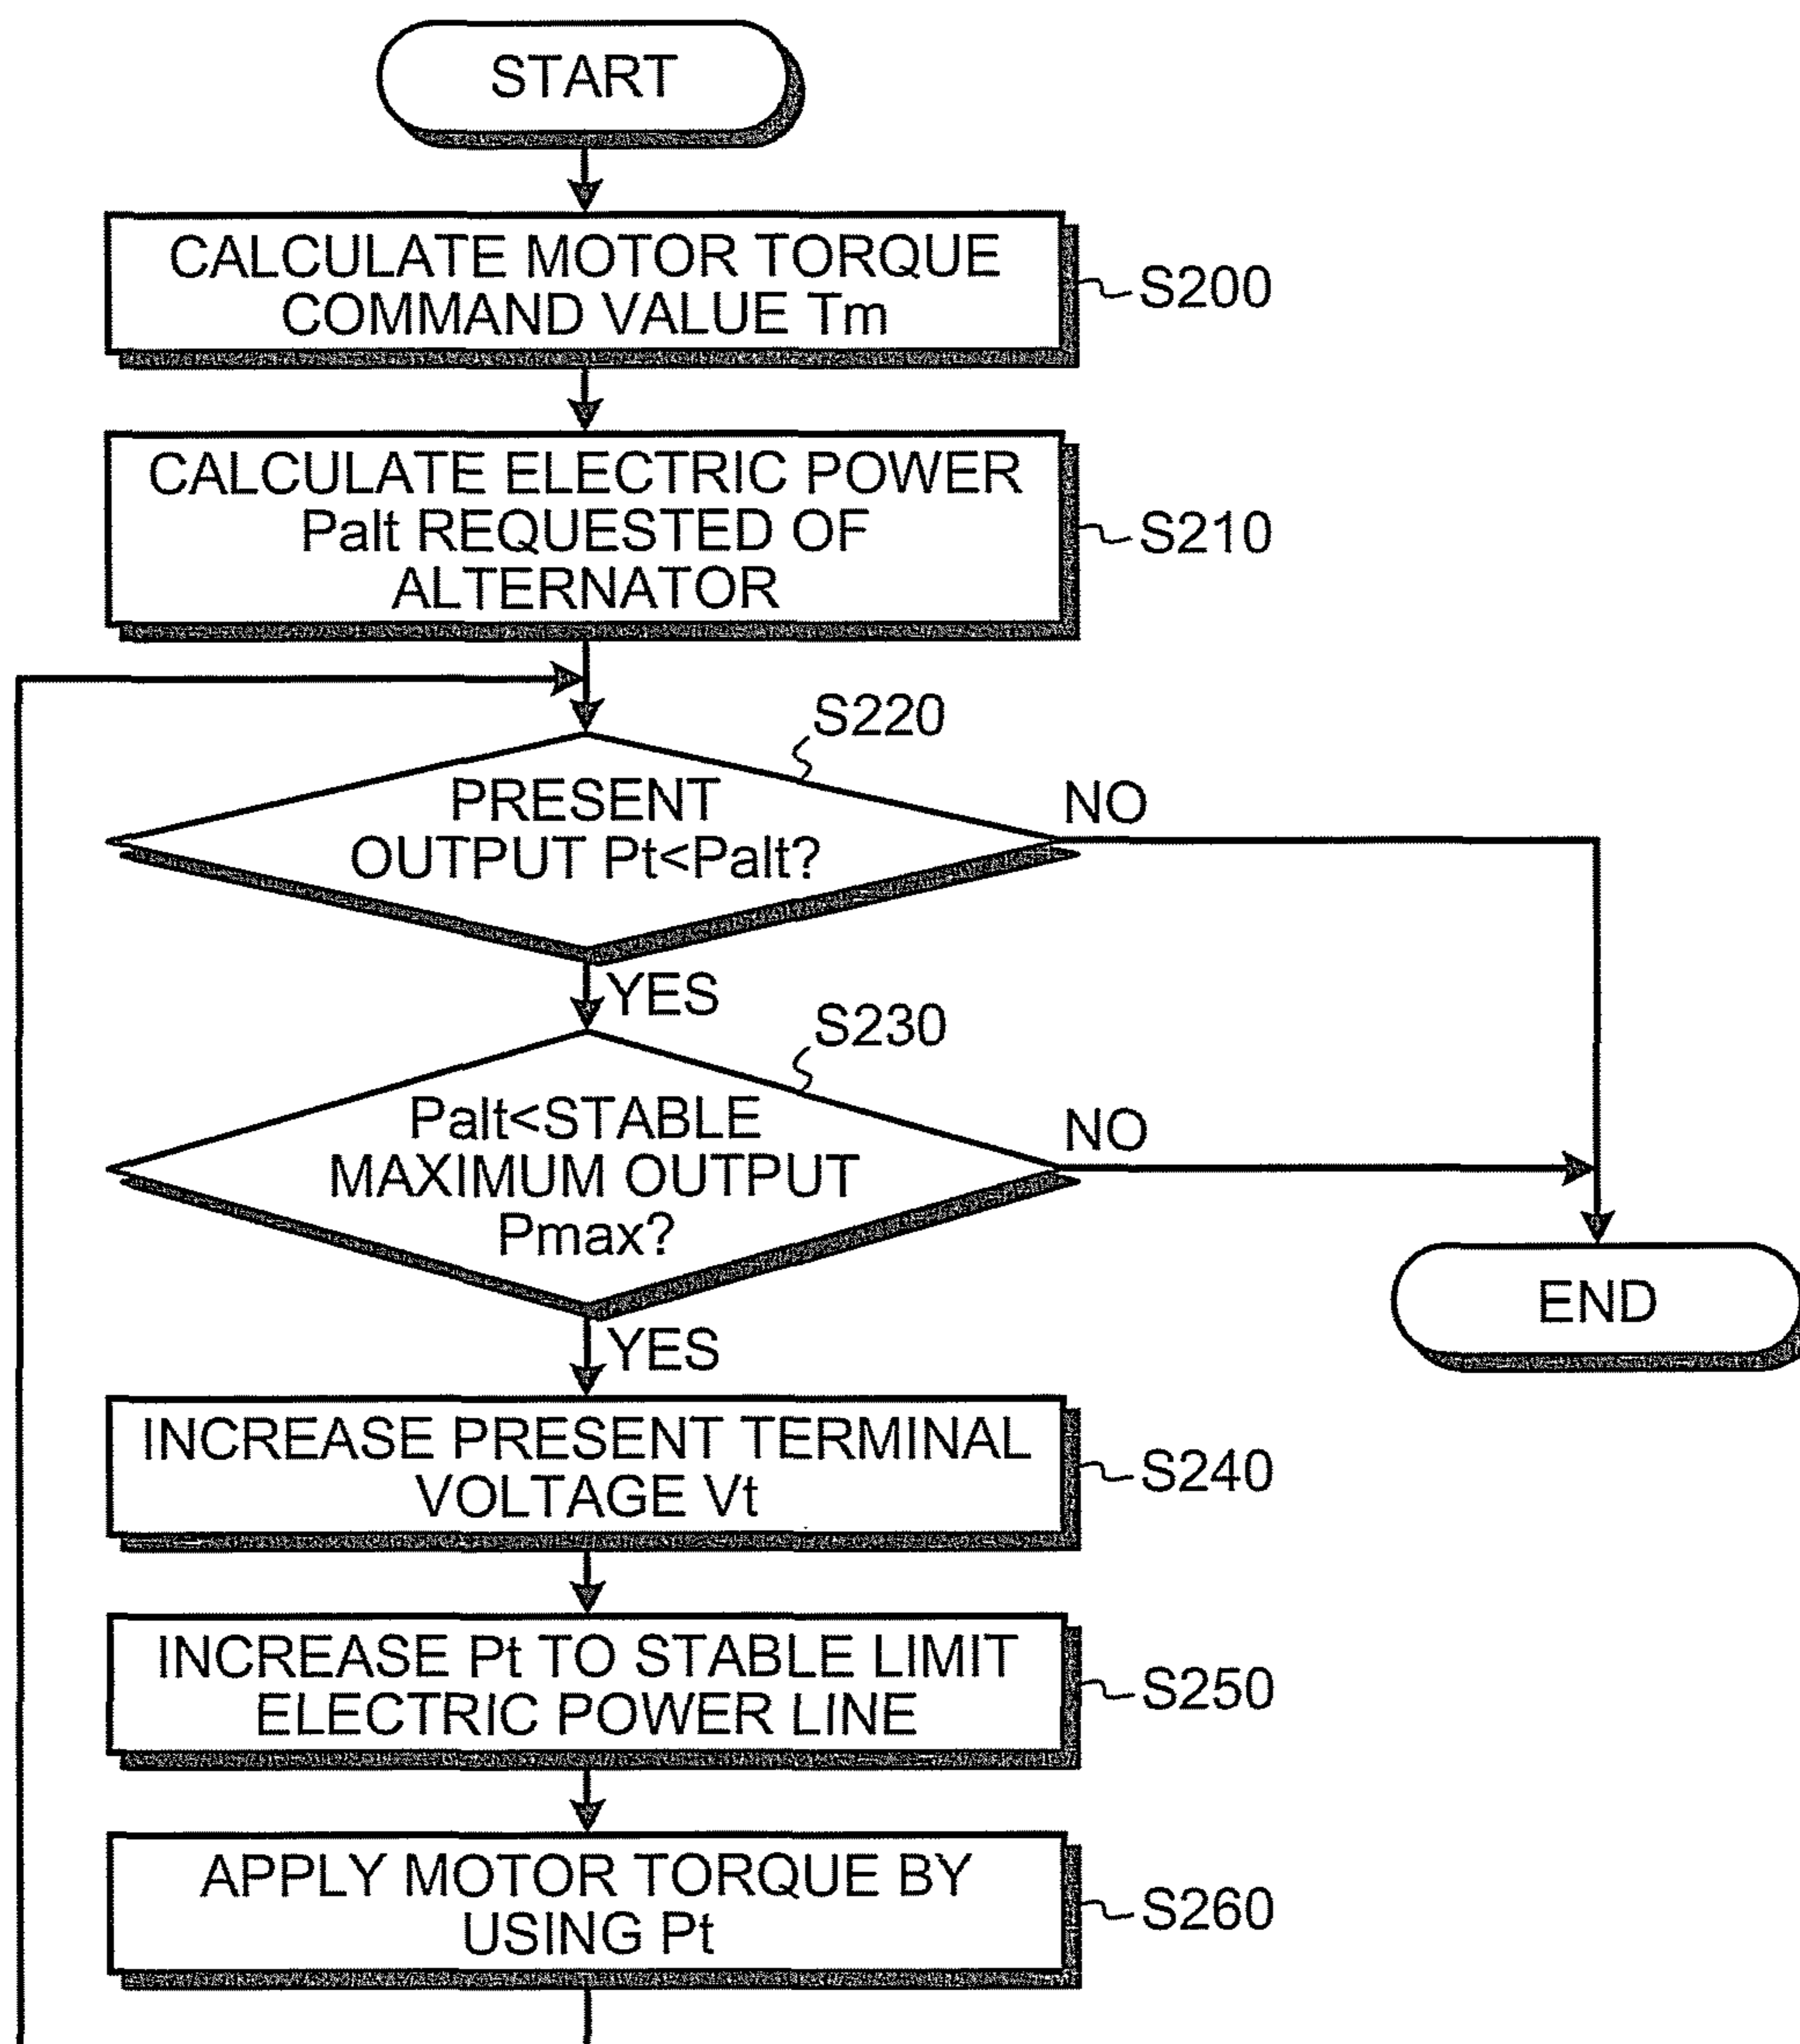 START
CALCULATE MOTOR TORQUE
COMMAND VALUE Tm
S200
CALCULATE ELECTRIC POWER
Palt REQUESTED OF
ALTERNATOR
S210
S220
PRESENT
OUTPUT Pt<Palt?
NO
YES
S230
Palt<STABLE
MAXIMUM OUTPUT
Pmax?
NO
END
YES
INCREASE PRESENT TERMINAL
VOLTAGE Vt
S240
INCREASE Pt TO STABLE LIMIT
ELECTRIC POWER LINE
S250
APPLY MOTOR TORQUE BY
USING Pt
S260